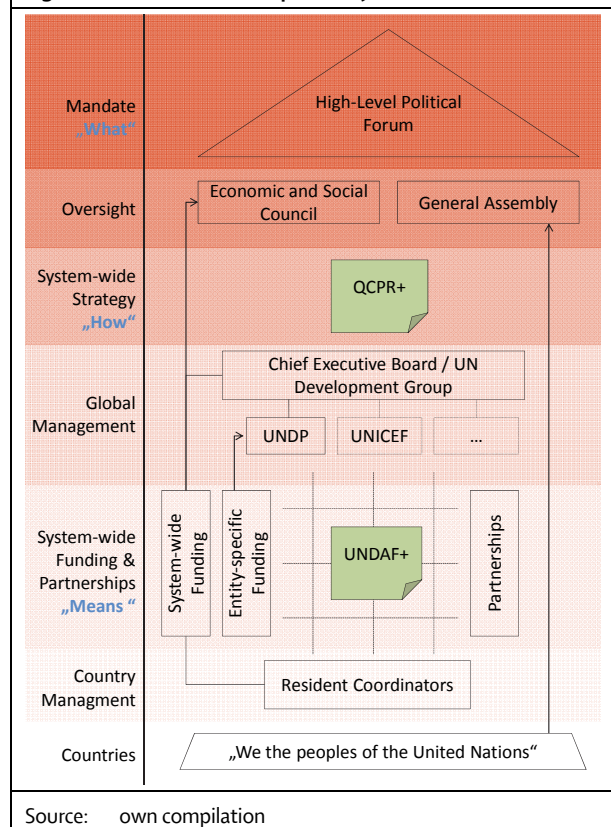 Mandate
„What“
High-Level Political
Forum
Oversight
Economic and Social
Council
General Assembly
System-wide
Strategy
„How“
QCPR+
Global
Management
Chief Executive Board / UN
Development Group
UNDP
UNICEF
...
System-wide
Funding &
Partnerships
„Means “
System-wide
Funding
Entity-specific
Funding
UNDAF+
Partnerships
Country
Managment
Resident Coordinators
Countries
„We the peoples of the United Nations“
Source: own compilation